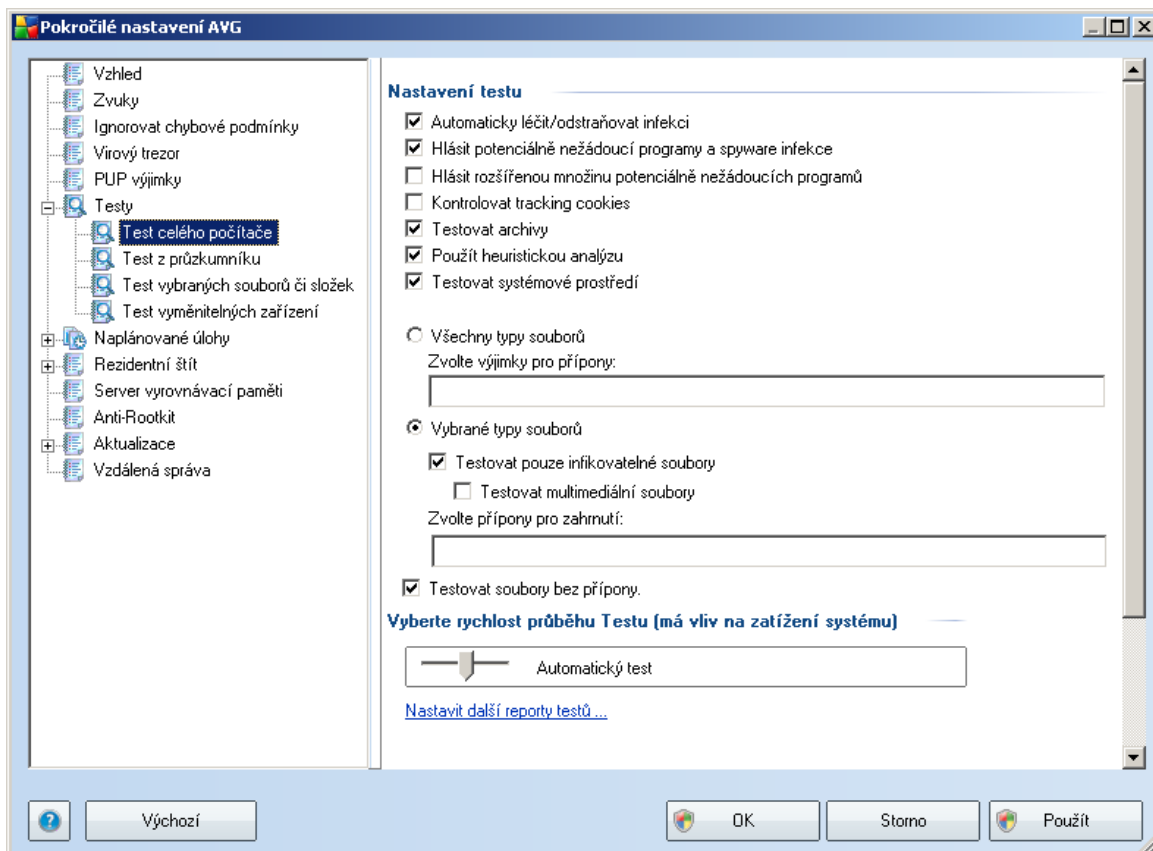 Pokročilé nastavení AVG
Vzhled
Zvuky
Ignorovat chybové podmínky
Virový trezor
PUP výjimky
Testy
Test celého počítače
Test z průzkumníku
Test vybraných souborů či složek
Test vyměnitelných zařízení
Naplánované úlohy
Rezidentní štít
Server vyrovnávací paměti
Anti-Rootkit
Aktualizace
Vzdálená správa
Nastavení testu
Automaticky léčit/odstraňovat infekci
Hlásit potenciálně nežádoucí programy a spyware infekce
Hlásit rozšířenou množinu potenciálně nežádoucích programů
Kontrolovat tracking cookies
Testovat archivy
Použít heuristickou analýzu
Testovat systémové prostředí
Všechny typy souborů
Zvolte výjimky pro přípony:
Vybrané typy souborů
Testovat pouze infikovatelné soubory
Testovat multimediální soubory
Zvolte přípony pro zahrnutí:
Testovat soubory bez přípony.
Vyberte rychlost průběhu Testu (má vliv na zatížení systému)
Automatický test
Nastavit další reporty testů ...
Výchozí
OK
Storno
Použít